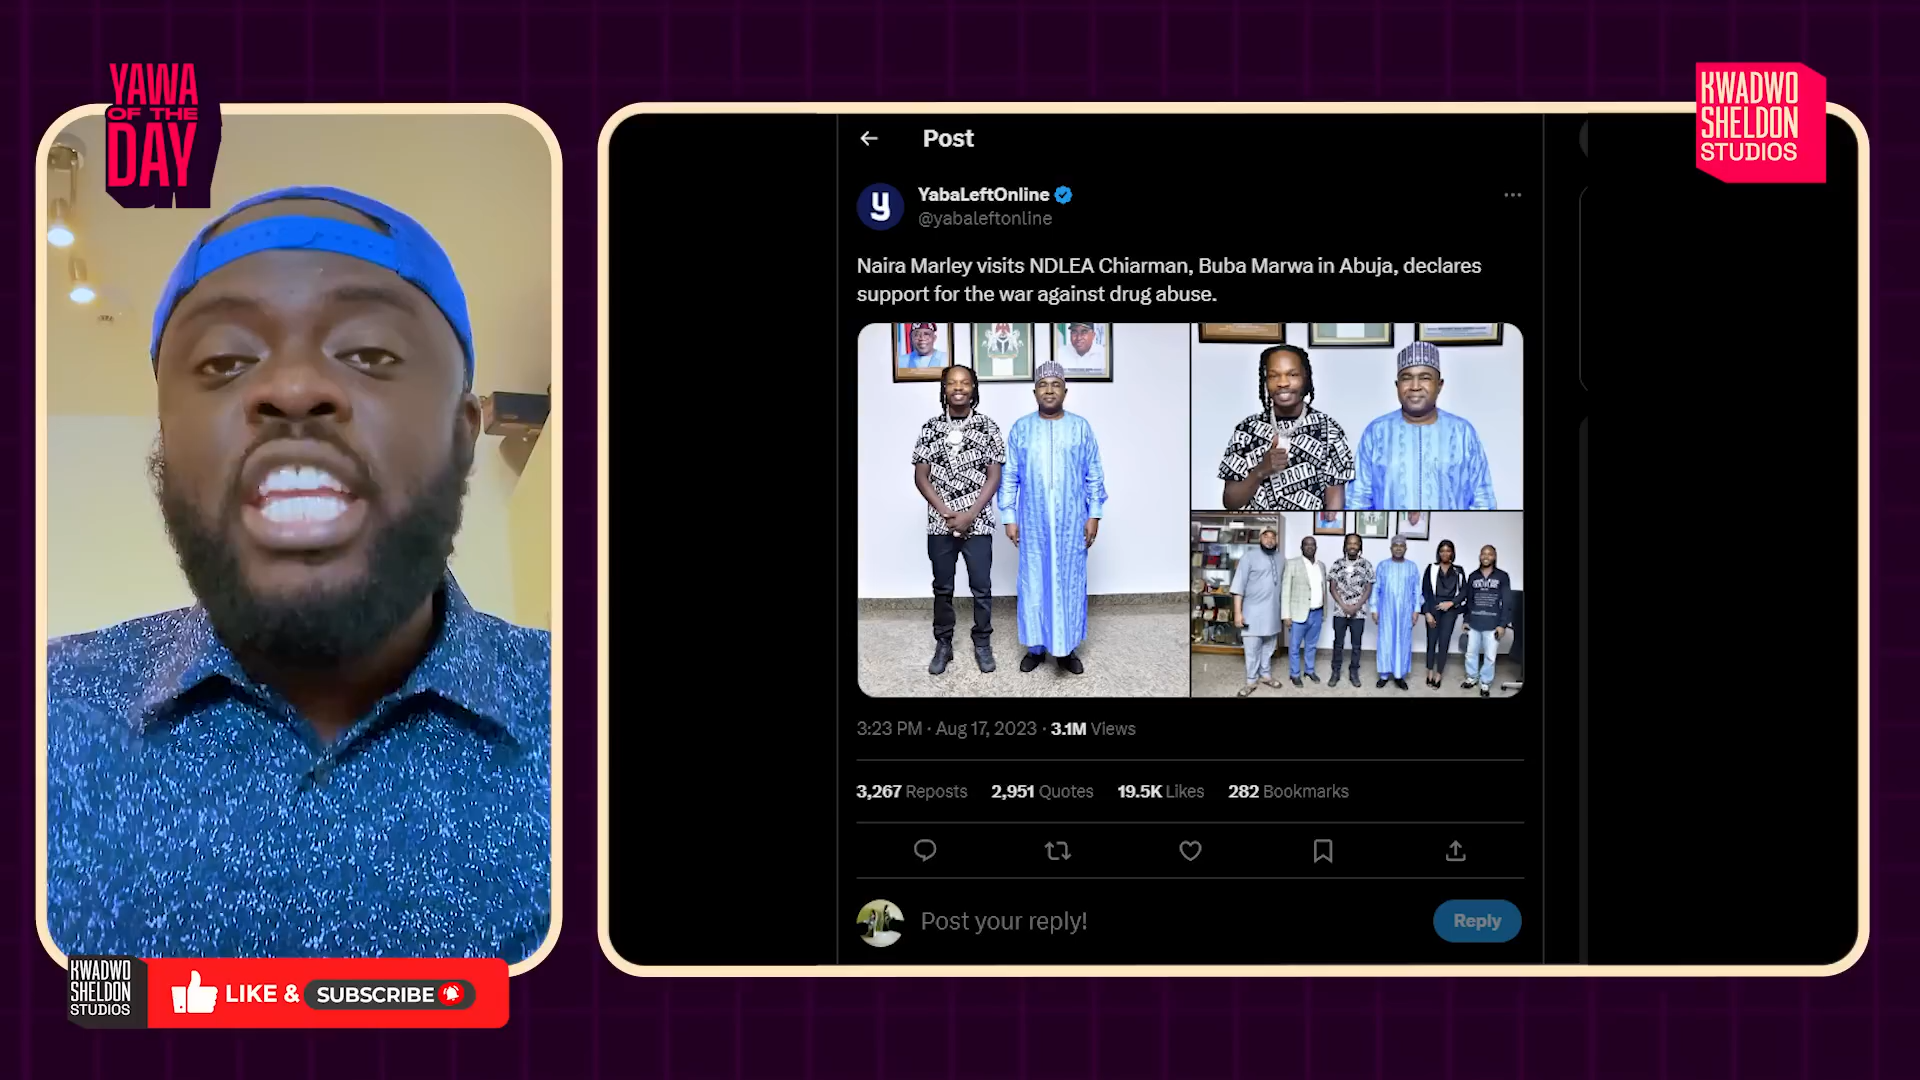 YAWA
OF THE
DAY
KWADWO
SHELDON
STUDIOS
Post
y
YabaLeftOnline
@yabaleftonline
Naira Marley visits NDLEA Chiarman, Buba Marwa in Abuja, declares
support for the war against drug abuse.
3:23 PM · Aug 17, 2023 · 3.1M Views
3,267 Reposts 2,951 Quotes 19.5K Likes 282 Bookmarks
Post your reply!
Reply
KWADWO
SHELDON
STUDIOS
LIKE & SUBSCRIBE